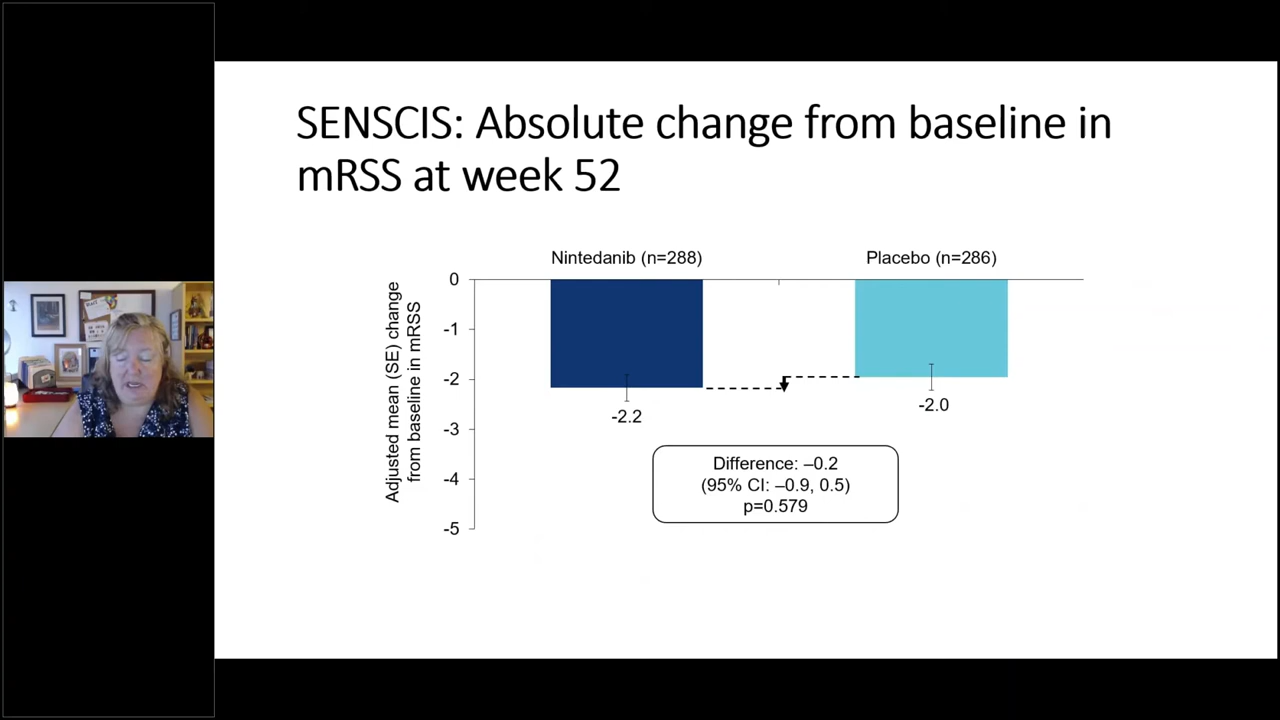 SENSCIS: Absolute change from baseline in
mRSS at week 52
Nintedanib (n=288)
Placebo (n=286)
Adjusted mean (SE) change
from baseline in mRSS
0
-1
-2
-3
-4
-5
-2.2
-2.0
Difference: –0.2
(95% CI: –0.9, 0.5)
p=0.579